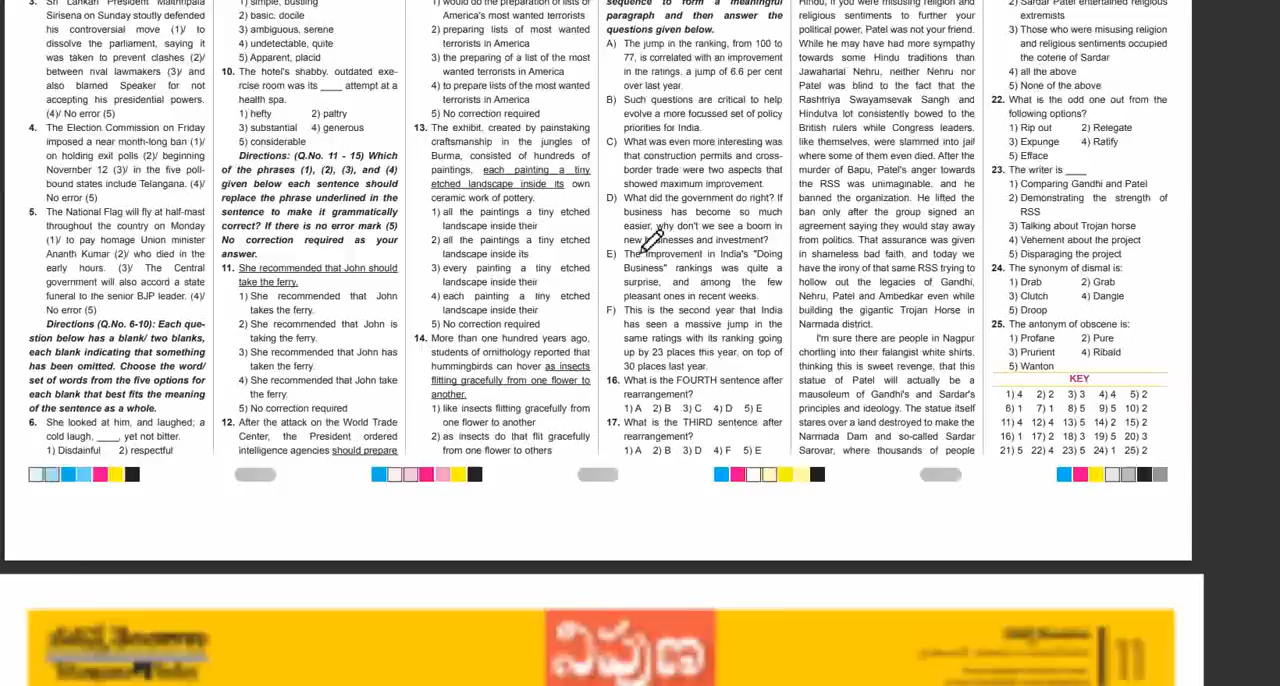 3. Sri Lankan President Maithripala
Sirisena on Sunday stoutly defended
his controversial move (1)/ to
dissolve the parliament, saying it
was taken to prevent clashes (2)/
between rival lawmakers (3)/ and
also blamed Speaker for not
accepting his presidential powers.
(4)/ No error (5)
4. The Election Commission on Friday
imposed a near month-long ban (1)/
on holding exit polls (2)/ beginning
November 12 (3)/ in the five poll-
bound states include Telangana. (4)/
No error (5)
5. The National Flag will fly at half-mast
throughout the country on Monday
(1)/ to pay homage Union minister
Ananth Kumar (2)/ who died in the
early hours. (3)/ The Central
government will also accord a state
funeral to the senior BJP leader. (4)/
No error (5)
Directions (Q.No. 6-10): Each que-
stion below has a blank/ two blanks,
each blank indicating that something
has been omitted. Choose the word/
set of words from the five options for
each blank that best fits the meaning
of the sentence as a whole.
6. She looked at him, and laughed; a
cold laugh, ____, yet not bitter.
1) Disdainful 2) respectful
1) simple, bustling
2) basic, docile
3) ambiguous, serene
4) undetectable, quite
5) Apparent, placid
10. The hotel's shabby, outdated exe-
rcise room was its ____ attempt at a
health spa.
1) hefty 2) paltry
3) substantial 4) generous
5) considerable
Directions: (Q.No. 11 - 15) Which
of the phrases (1), (2), (3), and (4)
given below each sentence should
replace the phrase underlined in the
sentence to make it grammatically
correct? If there is no error mark (5)
No correction required as your
answer.
11. She recommended that John should
take the ferry.
1) She recommended that John
takes the ferry.
2) She recommended that John is
taking the ferry.
3) She recommended that John has
taken the ferry.
4) She recommended that John take
the ferry.
5) No correction required
12. After the attack on the World Trade
Center, the President ordered
intelligence agencies should prepare
1) would do the preparation of lists of
America's most wanted terrorists
2) preparing lists of most wanted
terrorists in America
3) the preparing of a list of the most
wanted terrorists in America
4) to prepare lists of the most wanted
terrorists in America
5) No correction required
13. The exhibit, created by painstaking
craftsmanship in the jungles of
Burma, consisted of hundreds of
paintings, each painting a tiny
etched landscape inside its own
ceramic work of pottery.
1) all the paintings a tiny etched
landscape inside their
2) all the paintings a tiny etched
landscape inside its
3) every painting a tiny etched
landscape inside their
4) each painting a tiny etched
landscape inside their
5) No correction required
14. More than one hundred years ago,
students of ornithology reported that
hummingbirds can hover as insects
flitting gracefully from one flower to
another.
1) like insects flitting gracefully from
one flower to another
2) as insects do that flit gracefully
from one flower to others
sequence to form a meaningful
paragraph and then answer the
questions given below.
A) The jump in the ranking, from 100 to
77, is correlated with an improvement
in the ratings, a jump of 6.6 per cent
over last year.
B) Such questions are critical to help
evolve a more focussed set of policy
priorities for India.
C) What was even more interesting was
that construction permits and cross-
border trade were two aspects that
showed maximum improvement.
D) What did the government do right? If
business has become so much
easier, why don't we see a boom in
new businesses and investment?
E) The improvement in India's "Doing
Business" rankings was quite a
surprise, and among the few
pleasant ones in recent weeks.
F) This is the second year that India
has seen a massive jump in the
same ratings with its ranking going
up by 23 places this year, on top of
30 places last year.
16. What is the FOURTH sentence after
rearrangement?
1) A 2) B 3) C 4) D 5) E
17. What is the THIRD sentence after
rearrangement?
1) A 2) B 3) D 4) F 5) E
Hindu, if you were misusing religion and
religious sentiments to further your
political power, Patel was not your friend.
While he may have had more sympathy
towards some Hindu traditions than
Jawaharlal Nehru, neither Nehru nor
Patel was blind to the fact that the
Rashtriya Swayamsevak Sangh and
Hindutva lot consistently bowed to the
British rulers while Congress leaders,
like themselves, were slammed into jail
where some of them even died. After the
murder of Bapu, Patel's anger towards
the RSS was unimaginable, and he
banned the organization. He lifted the
ban only after the group signed an
agreement saying they would stay away
from politics. That assurance was given
in shameless bad faith, and today we
have the irony of that same RSS trying to
hollow out the legacies of Gandhi,
Nehru, Patel and Ambedkar even while
building the gigantic Trojan Horse in
Narmada district.
I'm sure there are people in Nagpur
chortling into their falangist white shirts,
thinking this is sweet revenge, that this
statue of Patel will actually be a
mausoleum of Gandhi's and Sardar's
principles and ideology. The statue itself
stares over a land destroyed to make the
Narmada Dam and so-called Sardar
Sarovar, where thousands of people
2) Sardar Patel entertained religious
extremists
3) Those who were misusing religion
and religious sentiments occupied
the coterie of Sardar
4) all the above
5) None of the above
22. What is the odd one out from the
following options?
1) Rip out 2) Relegate
3) Expunge 4) Ratify
5) Efface
23. The writer is ____
1) Comparing Gandhi and Patel
2) Demonstrating the strength of
RSS
3) Talking about Trojan horse
4) Vehement about the project
5) Disparaging the project
24. The synonym of dismal is:
1) Drab 2) Grab
3) Clutch 4) Dangle
5) Droop
25. The antonym of obscene is:
1) Profane 2) Pure
3) Prurient 4) Ribald
5) Wanton
KEY
1) 4 2) 2 3) 3 4) 4 5) 2
6) 1 7) 1 8) 5 9) 5 10) 2
11) 4 12) 4 13) 5 14) 2 15) 2
16) 1 17) 2 18) 3 19) 5 20) 3
21) 5 22) 4 23) 5 24) 1 25) 2
నిపుణ
11